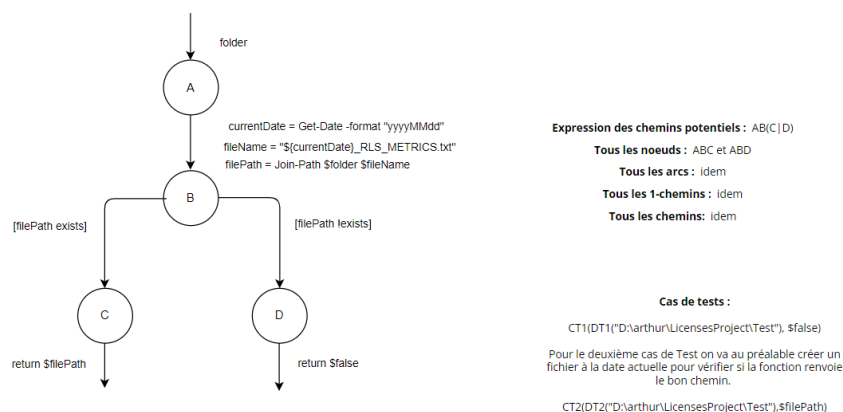 folder
A
currentDate = Get-Date -format "yyyyMMdd"
fileName = "${currentDate}_RLS_METRICS.txt"
filePath = Join-Path $folder $fileName
B
[filePath exists]
[filePath !exists]
C
D
return $filePath
return $false
Expression des chemins potentiels : AB(C|D)
Tous les noeuds : ABC et ABD
Tous les arcs : idem
Tous les 1-chemins : idem
Tous les chemins: idem
Cas de tests :
CT1(DT1("D:\arthur\LicensesProject\Test"), $false)
Pour le deuxième cas de Test on va au préalable créer un
fichier à la date actuelle pour vérifier si la fonction renvoie
le bon chemin.
CT2(DT2("D:\arthur\LicensesProject\Test"),$filePath)